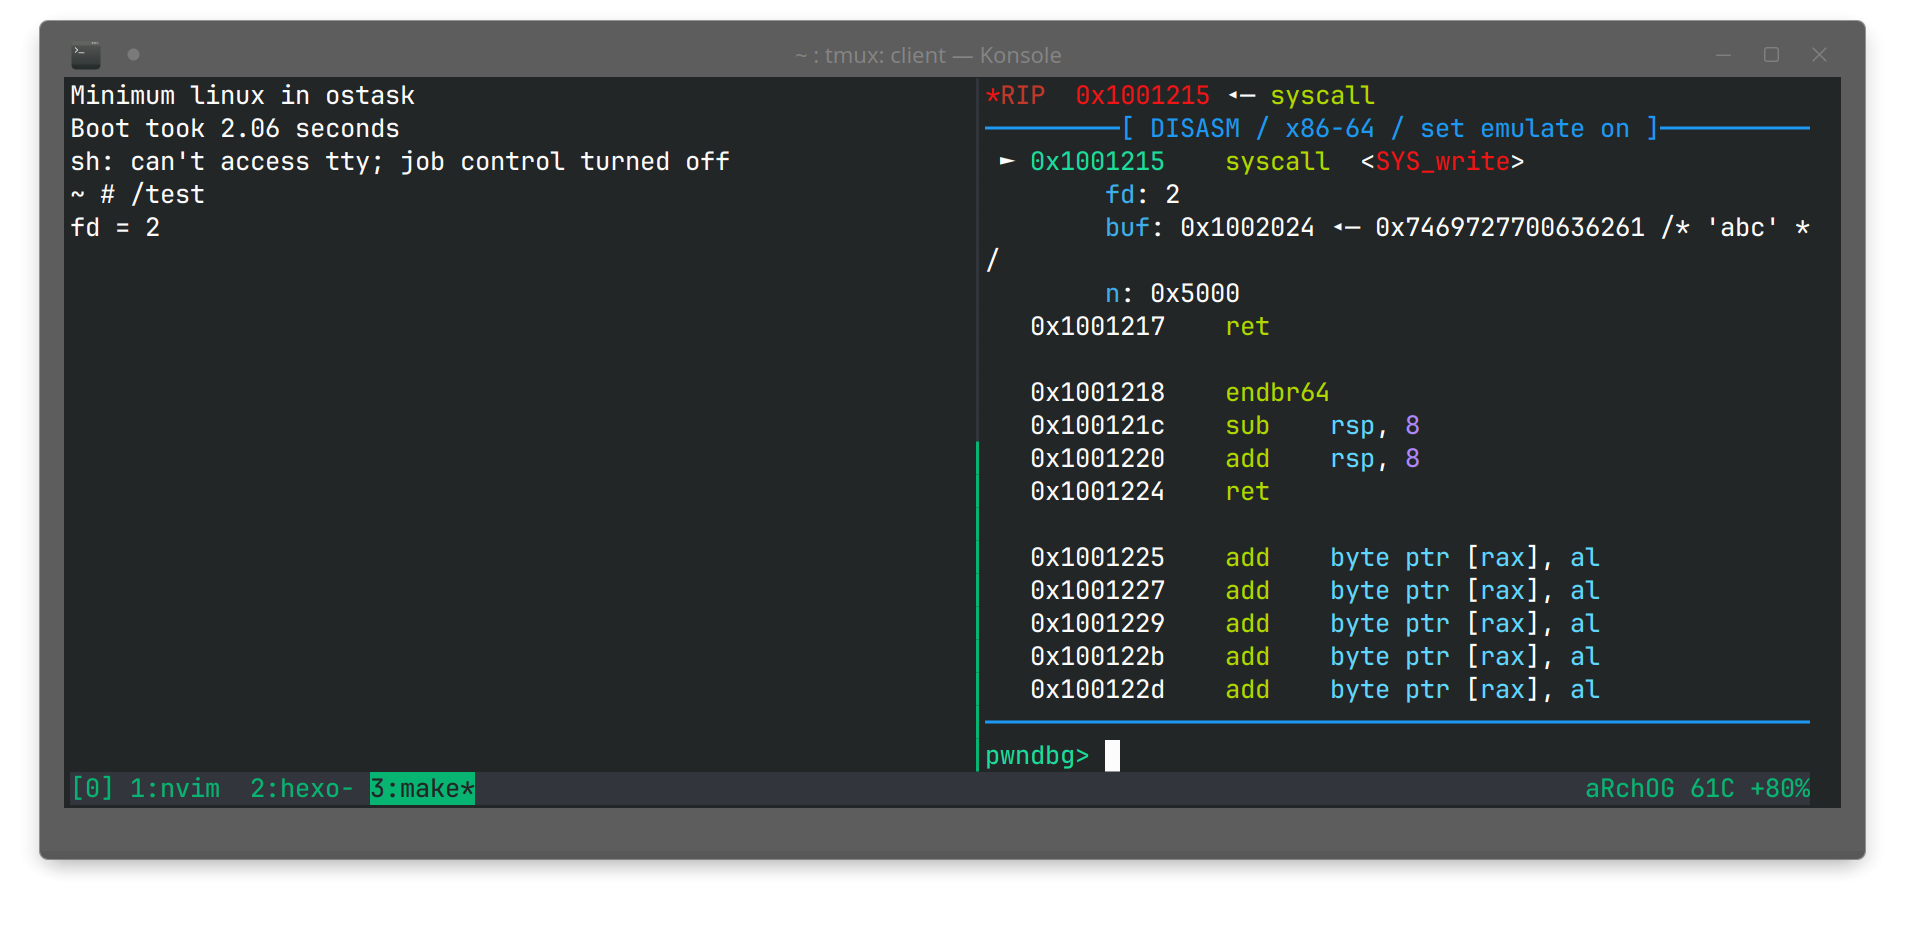 ~ : tmux: client — Konsole
Minimum linux in ostask
Boot took 2.06 seconds
sh: can't access tty; job control turned off
~ # /test
fd = 2
*RIP  0x1001215 ◂— syscall
[ DISASM / x86-64 / set emulate on ]
► 0x1001215    syscall  <SYS_write>
fd: 2
buf: 0x1002024 ◂— 0x7469727700636261 /* 'abc' *
/
n: 0x5000
0x1001217    ret
0x1001218    endbr64
0x100121c    sub    rsp, 8
0x1001220    add    rsp, 8
0x1001224    ret
0x1001225    add    byte ptr [rax], al
0x1001227    add    byte ptr [rax], al
0x1001229    add    byte ptr [rax], al
0x100122b    add    byte ptr [rax], al
0x100122d    add    byte ptr [rax], al
pwndbg>
[0] 1:nvim  2:hexo- 3:make*    aRchOG 61C +80%